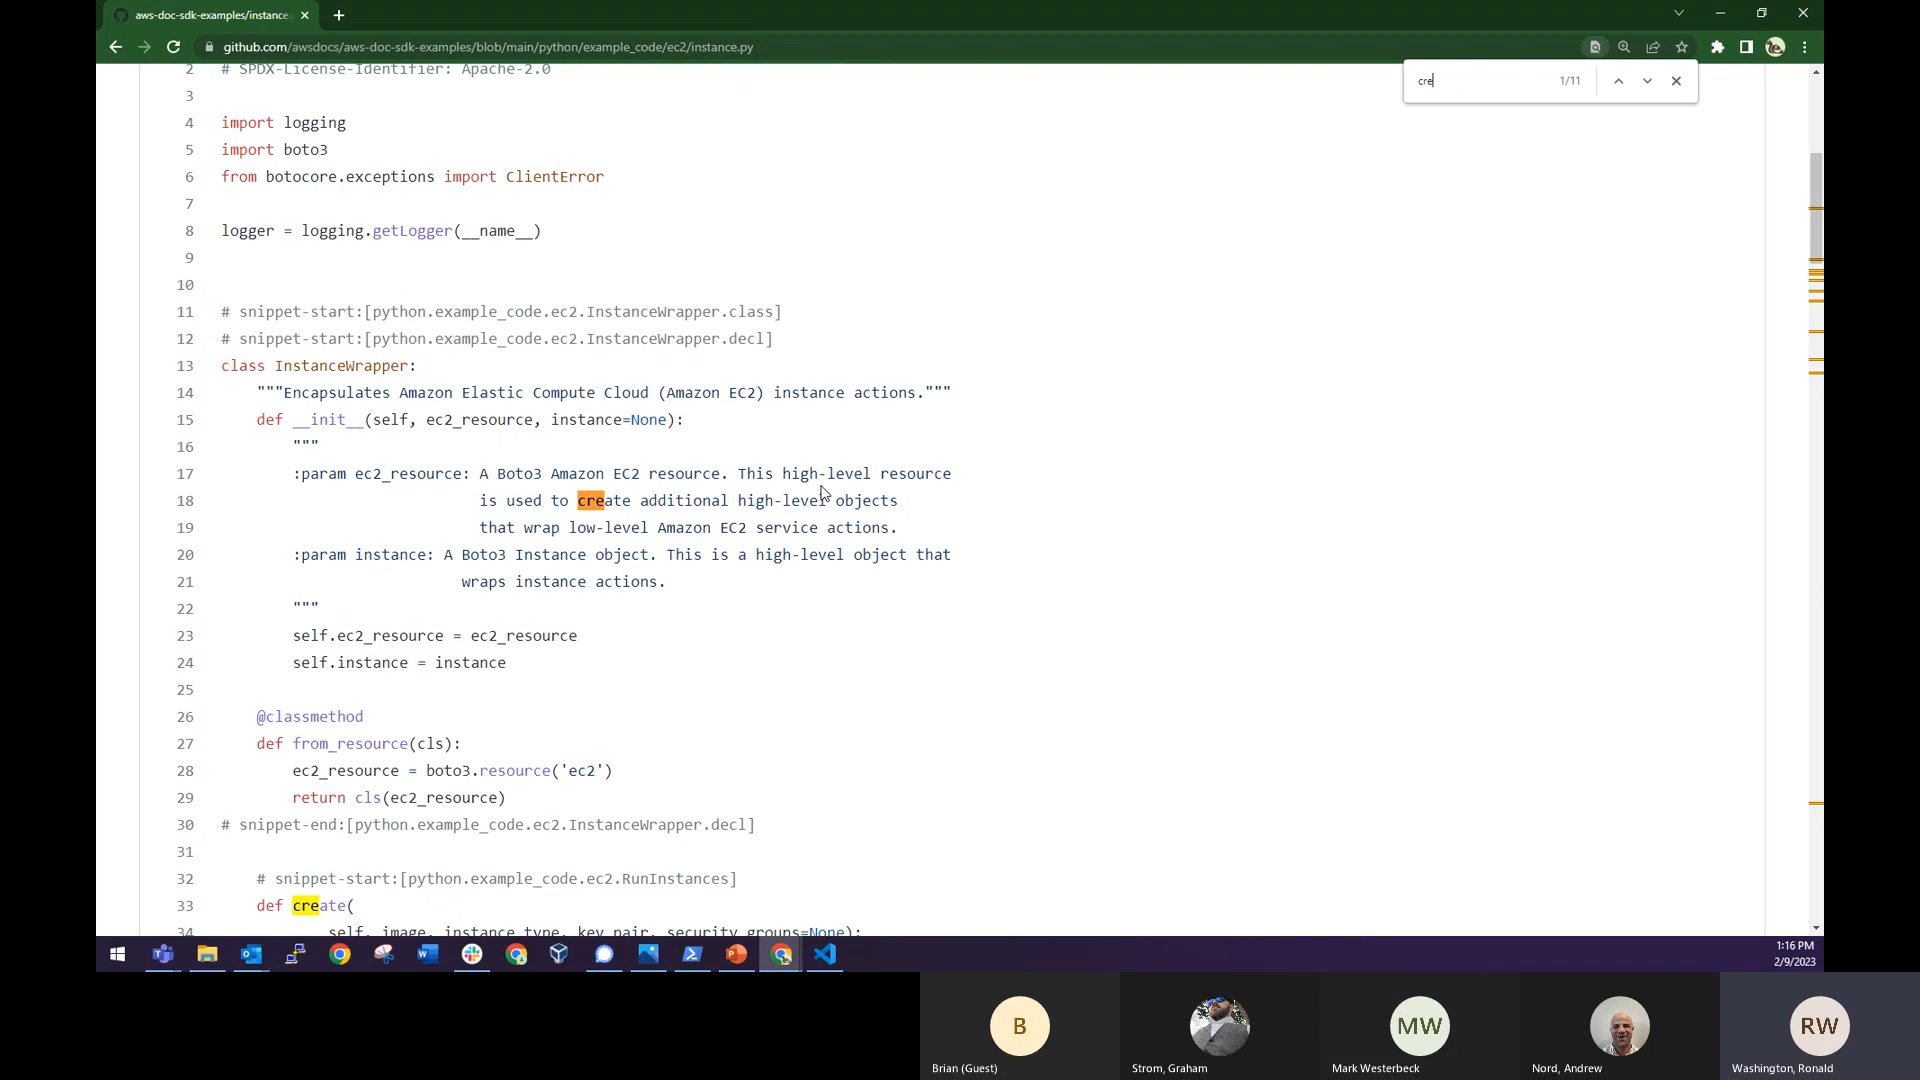 aws-doc-sdk-examples/instance.
github.com/awsdocs/aws-doc-sdk-examples/blob/main/python/example_code/ec2/instance.py
cre
1/11
2 # SPDX-License-Identifier: Apache-2.0
3
4 import logging
5 import boto3
6 from botocore.exceptions import ClientError
7
8 logger = logging.getLogger(__name__)
9
10
11 # snippet-start:[python.example_code.ec2.InstanceWrapper.class]
12 # snippet-start:[python.example_code.ec2.InstanceWrapper.decl]
13 class InstanceWrapper:
14 """Encapsulates Amazon Elastic Compute Cloud (Amazon EC2) instance actions."""
15 def __init__(self, ec2_resource, instance=None):
16 """
17 :param ec2_resource: A Boto3 Amazon EC2 resource. This high-level resource
18 is used to create additional high-level objects
19 that wrap low-level Amazon EC2 service actions.
20 :param instance: A Boto3 Instance object. This is a high-level object that
21 wraps instance actions.
22 """
23 self.ec2_resource = ec2_resource
24 self.instance = instance
25
26 @classmethod
27 def from_resource(cls):
28 ec2_resource = boto3.resource('ec2')
29 return cls(ec2_resource)
30 # snippet-end:[python.example_code.ec2.InstanceWrapper.decl]
31
32 # snippet-start:[python.example_code.ec2.RunInstances]
33 def create(
34 self, image, instance_type, key_pair, security_groups=None):
1:16 PM
2/9/2023
B
MW
RW
Brian (Guest)
Strom, Graham
Mark Westerbeck
Nord, Andrew
Washington, Ronald